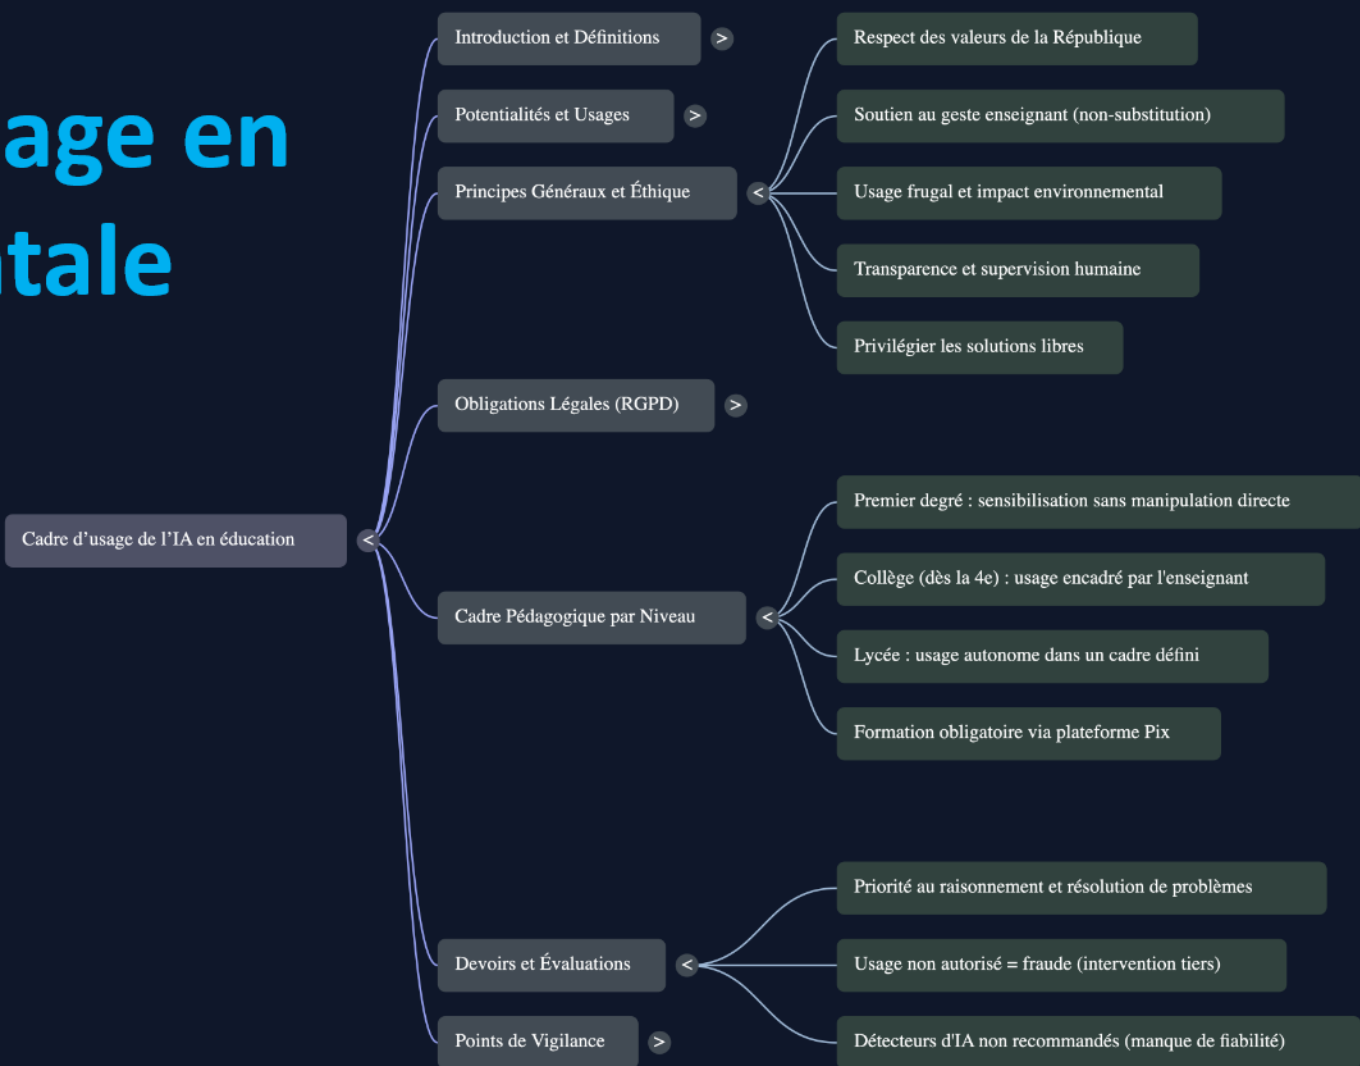 age en
tale
Cadre d’usage de l’IA en éducation
<
Introduction et Définitions
>
Potentialités et Usages
>
Principes Généraux et Éthique
<
Respect des valeurs de la République
Soutien au geste enseignant (non-substitution)
Usage frugal et impact environnemental
Transparence et supervision humaine
Privilégier les solutions libres
Obligations Légales (RGPD)
>
Cadre Pédagogique par Niveau
<
Premier degré : sensibilisation sans manipulation directe
Collège (dès la 4e) : usage encadré par l'enseignant
Lycée : usage autonome dans un cadre défini
Formation obligatoire via plateforme Pix
Devoirs et Évaluations
<
Priorité au raisonnement et résolution de problèmes
Usage non autorisé = fraude (intervention tiers)
Détecteurs d'IA non recommandés (manque de fiabilité)
Points de Vigilance
>